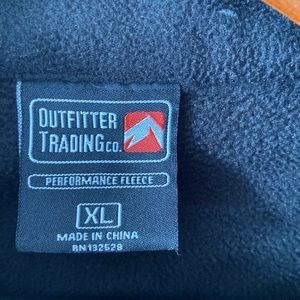 OUTFITTER
TRADING CO.
PERFORMANCE FLEECE
XL
MADE IN CHINA
RN 132529